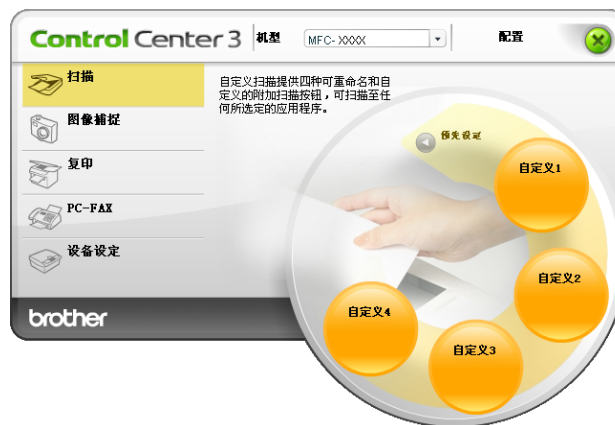 Control Center 3 机型 MFC-XXXX 配置
扫描
图像捕捉
复印
PC-FAX
设备设定
自定义扫描提供四种可重命名和自
定义的附加扫描按钮，可扫描至任
何所选定的应用程序。
预先设定
自定义1
自定义2
自定义3
自定义4
brother